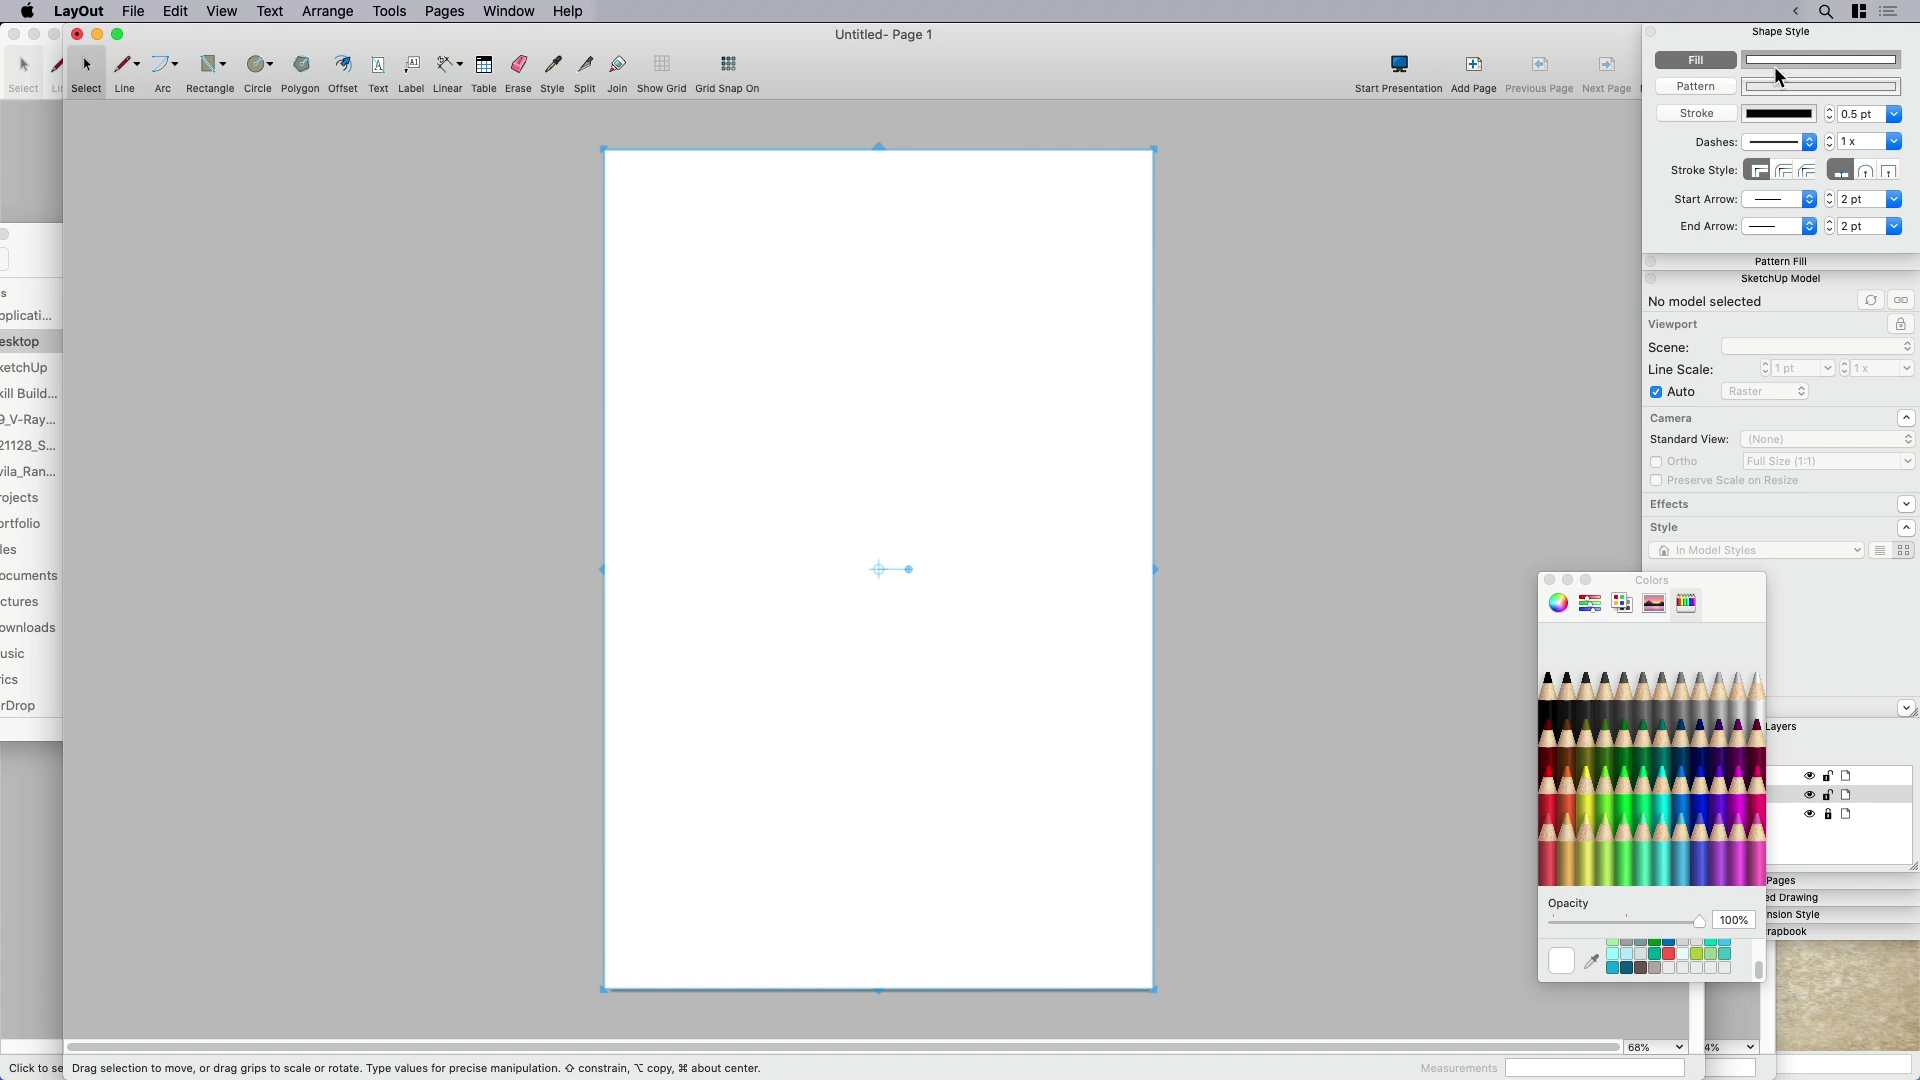 LayOut File Edit View Text Arrange Tools Pages Window Help
Untitled- Page 1
Select Line Arc Rectangle Circle Polygon Offset Text Label Linear Table Erase Style Split Join Show Grid Grid Snap On
Start Presentation Add Page Previous Page Next Page
Select
Shape Style
Fill
Pattern
Stroke 0.5 pt
Dashes: 1 x
Stroke Style:
Start Arrow: 2 pt
End Arrow: 2 pt
Pattern Fill
SketchUp Model
No model selected
Viewport
Scene:
Line Scale: 1 pt 1 x
Auto Raster
Camera
Standard View: (None)
Ortho Full Size (1:1)
Preserve Scale on Resize
Effects
Style
In Model Styles
Colors
Opacity
100%
Layers
Pages
ed Drawing
nsion Style
crapbook
s
pplicati...
esktop
ketchUp
kill Build...
9_V-Ray...
21128_S...
vila_Ran...
rojects
ortfolio
les
ocuments
ctures
ownloads
usic
rics
rDrop
68%
4%
Click to se
Drag selection to move, or drag grips to scale or rotate. Type values for precise manipulation. ⇧ constrain, ⌥ copy, ⌘ about center.
Measurements